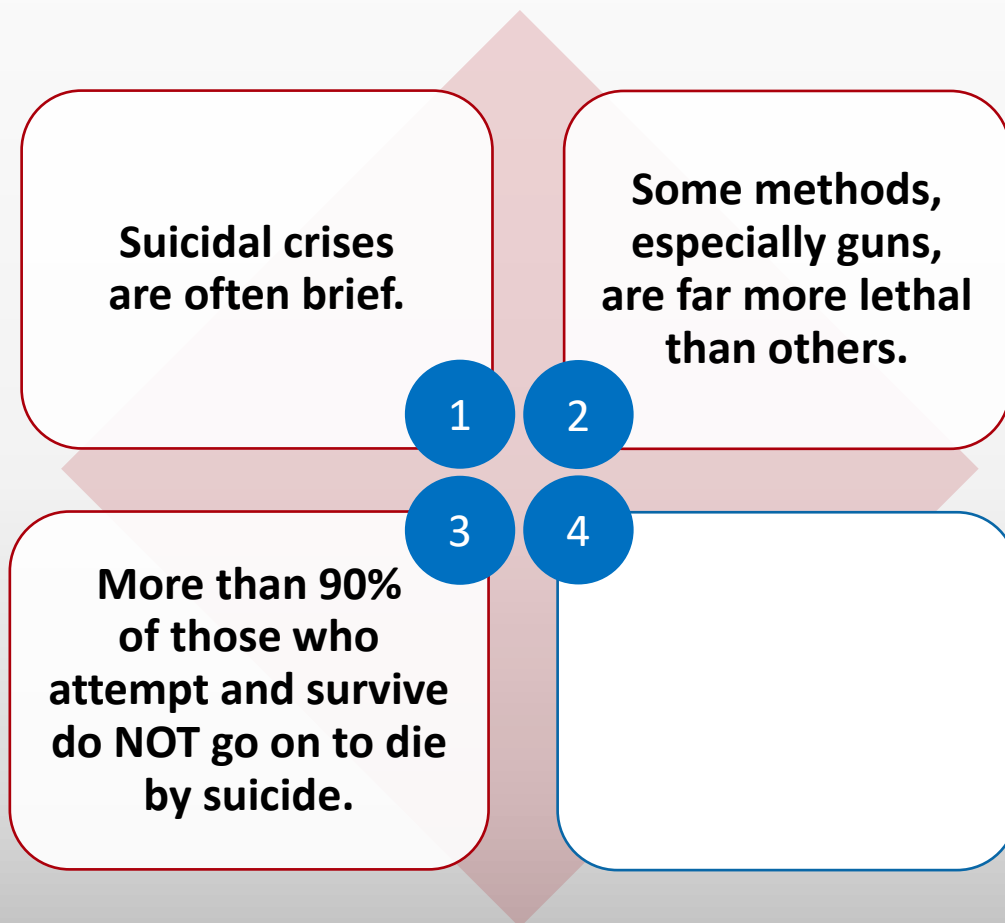 Suicidal crises
are often brief.
1
Some methods,
especially guns,
are far more lethal
than others.
2
More than 90%
of those who
attempt and survive
do NOT go on to die
by suicide.
3
4